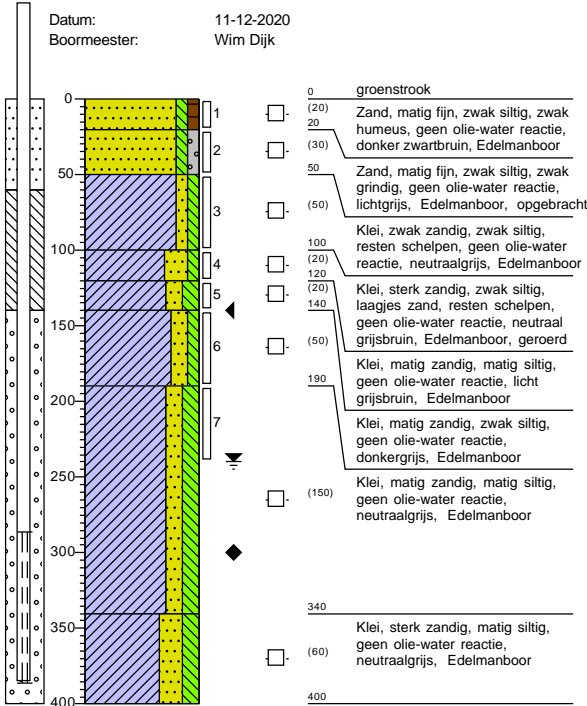 Datum: 11-12-2020
Boormeester: Wim Dijk
0
50
100
150
200
250
300
350
400
1
2
3
4
5
6
7
0 groenstrook
(20) Zand, matig fijn, zwak siltig, zwak
20 humeus, geen olie-water reactie,
donker zwartbruin, Edelmanboor
(30)
50 Zand, matig fijn, zwak siltig, zwak
grindig, geen olie-water reactie,
(50) lichtgrijs, Edelmanboor, opgebracht
Klei, zwak zandig, zwak siltig,
100 resten schelpen, geen olie-water
(20) reactie, neutraalgrijs, Edelmanboor
120
(20) Klei, sterk zandig, zwak siltig,
140 laagjes zand, resten schelpen,
geen olie-water reactie, neutraal
(50) grijsbruin, Edelmanboor, geroerd
Klei, matig zandig, matig siltig,
190 geen olie-water reactie, licht
grijsbruin, Edelmanboor
Klei, matig zandig, zwak siltig,
geen olie-water reactie,
donkergrijs, Edelmanboor
Klei, matig zandig, matig siltig,
(150) geen olie-water reactie,
neutraalgrijs, Edelmanboor
340
Klei, sterk zandig, matig siltig,
(60) geen olie-water reactie,
neutraalgrijs, Edelmanboor
400